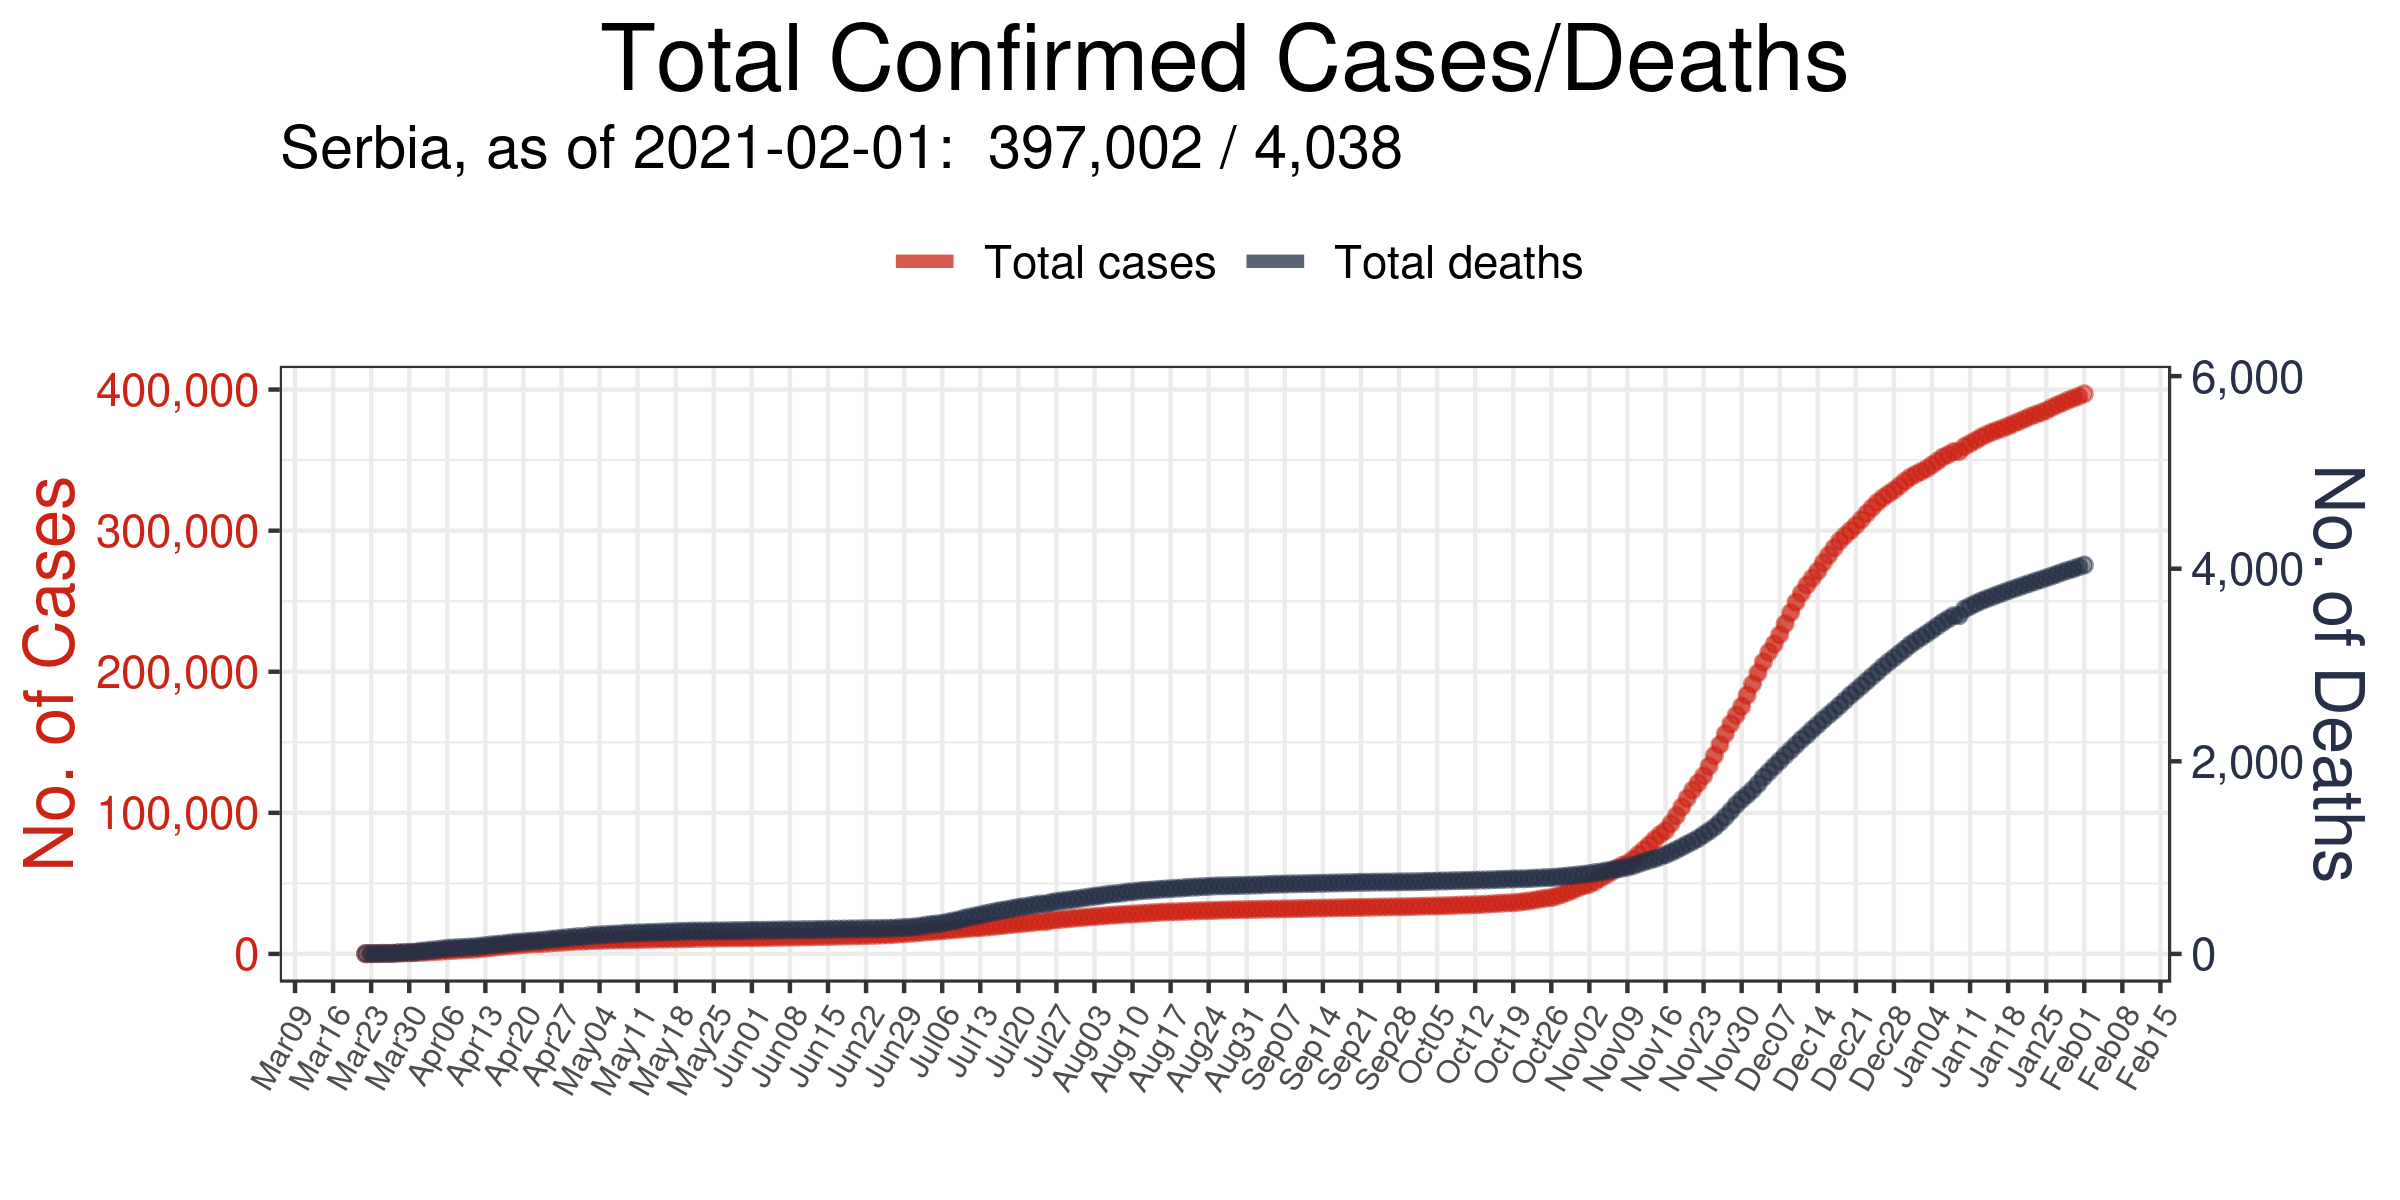 Total Confirmed Cases/Deaths
Serbia, as of 2021-02-01:  397,002 / 4,038
Total cases Total deaths
No. of Cases
400,000
300,000
200,000
100,000
0
6,000
4,000
2,000
0
No. of Deaths
Mar09 Mar16 Mar23 Mar30 Apr06 Apr13 Apr20 Apr27 May04 May11 May18 May25 Jun01 Jun08 Jun15 Jun22 Jun29 Jul06 Jul13 Jul20 Jul27 Aug03 Aug10 Aug17 Aug24 Aug31 Sep07 Sep14 Sep21 Sep28 Oct05 Oct12 Oct19 Oct26 Nov02 Nov09 Nov16 Nov23 Nov30 Dec07 Dec14 Dec21 Dec28 Jan04 Jan11 Jan18 Jan25 Feb01 Feb08 Feb15